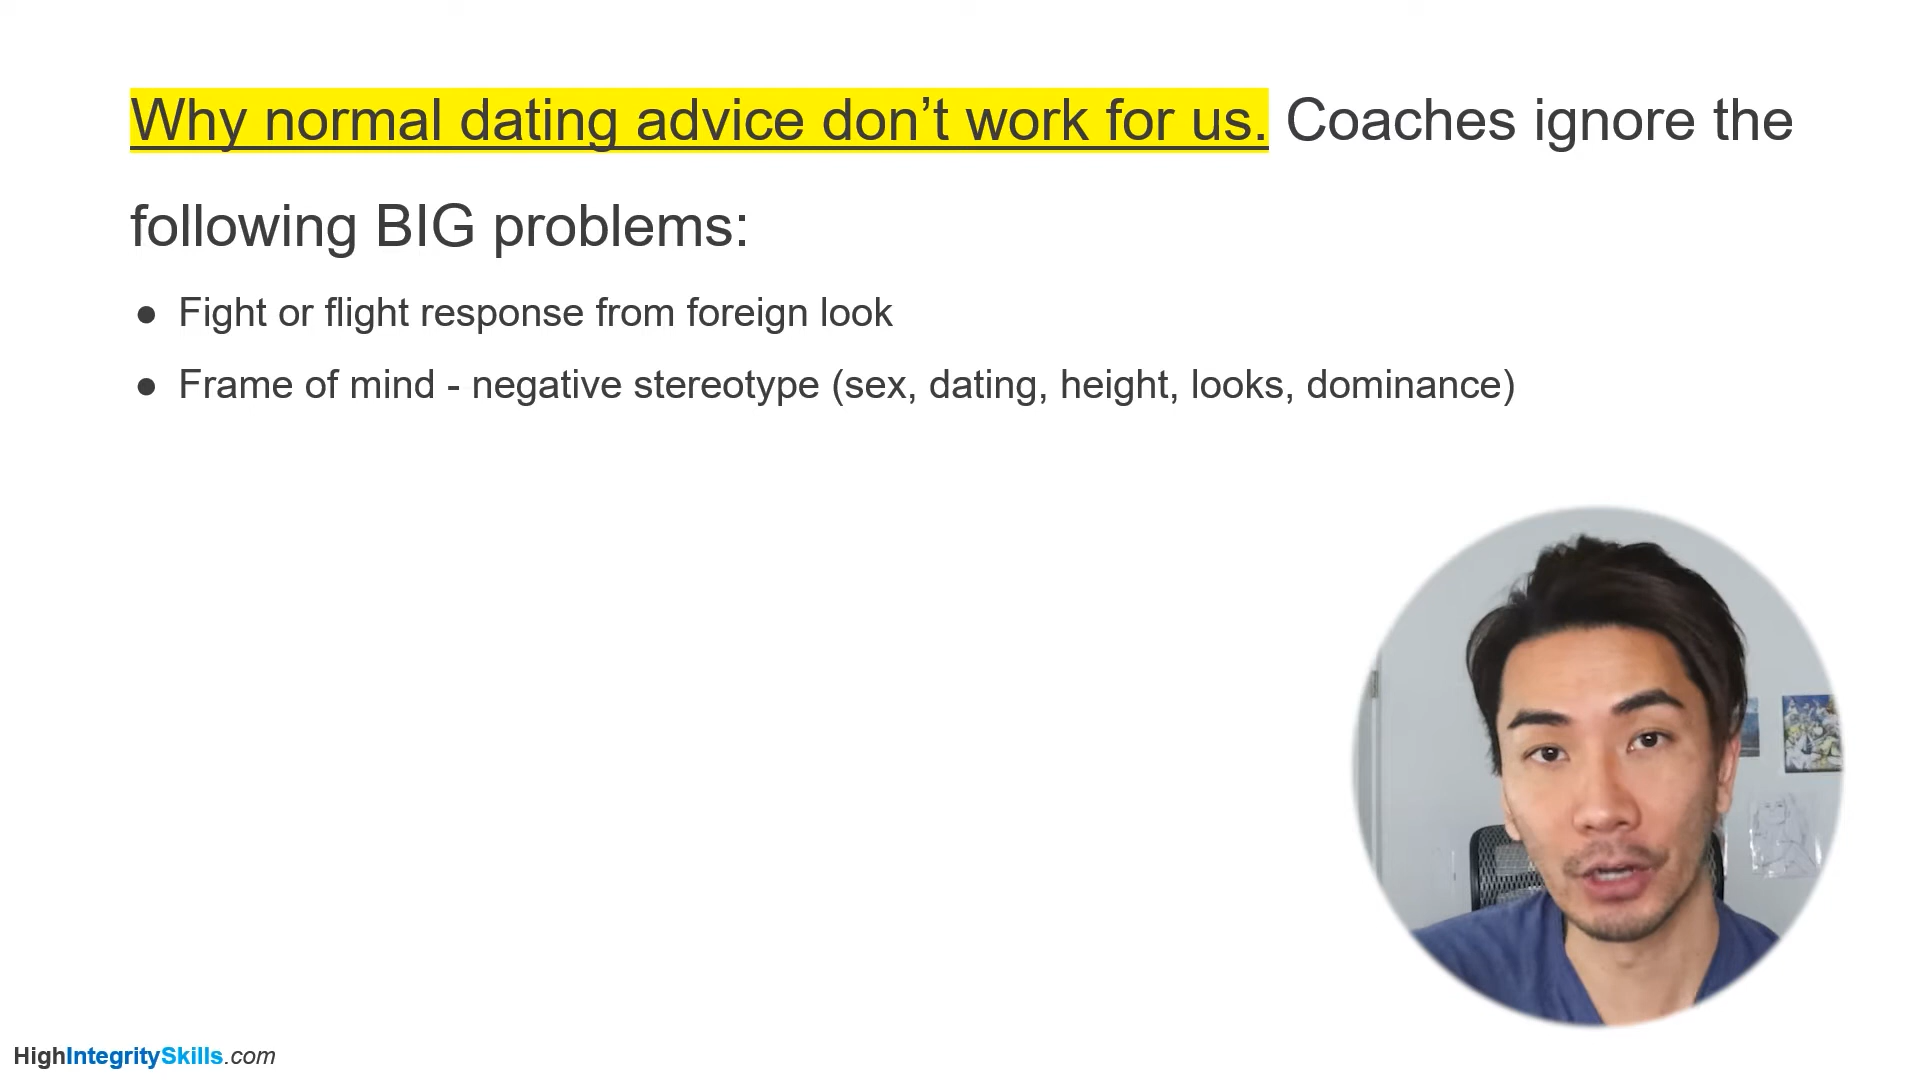 Why normal dating advice don’t work for us. Coaches ignore the
following BIG problems:
● Fight or flight response from foreign look
● Frame of mind - negative stereotype (sex, dating, height, looks, dominance)
HighIntegritySkills.com